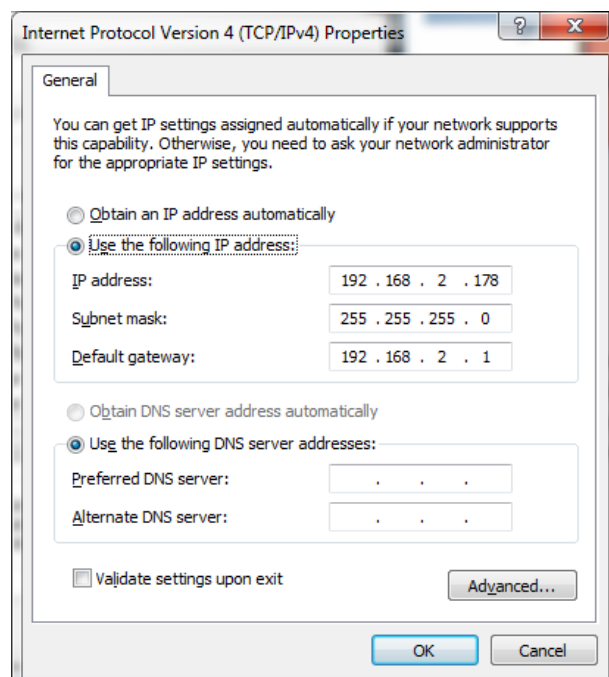 Internet Protocol Version 4 (TCP/IPv4) Properties
?
General
You can get IP settings assigned automatically if your network supports
this capability. Otherwise, you need to ask your network administrator
for the appropriate IP settings.
Obtain an IP address automatically
Use the following IP address:
IP address: 192 . 168 . 2 . 178
Subnet mask: 255 . 255 . 255 . 0
Default gateway: 192 . 168 . 2 . 1
Obtain DNS server address automatically
Use the following DNS server addresses:
Preferred DNS server: . . .
Alternate DNS server: . . .
Validate settings upon exit
Advanced...
OK Cancel